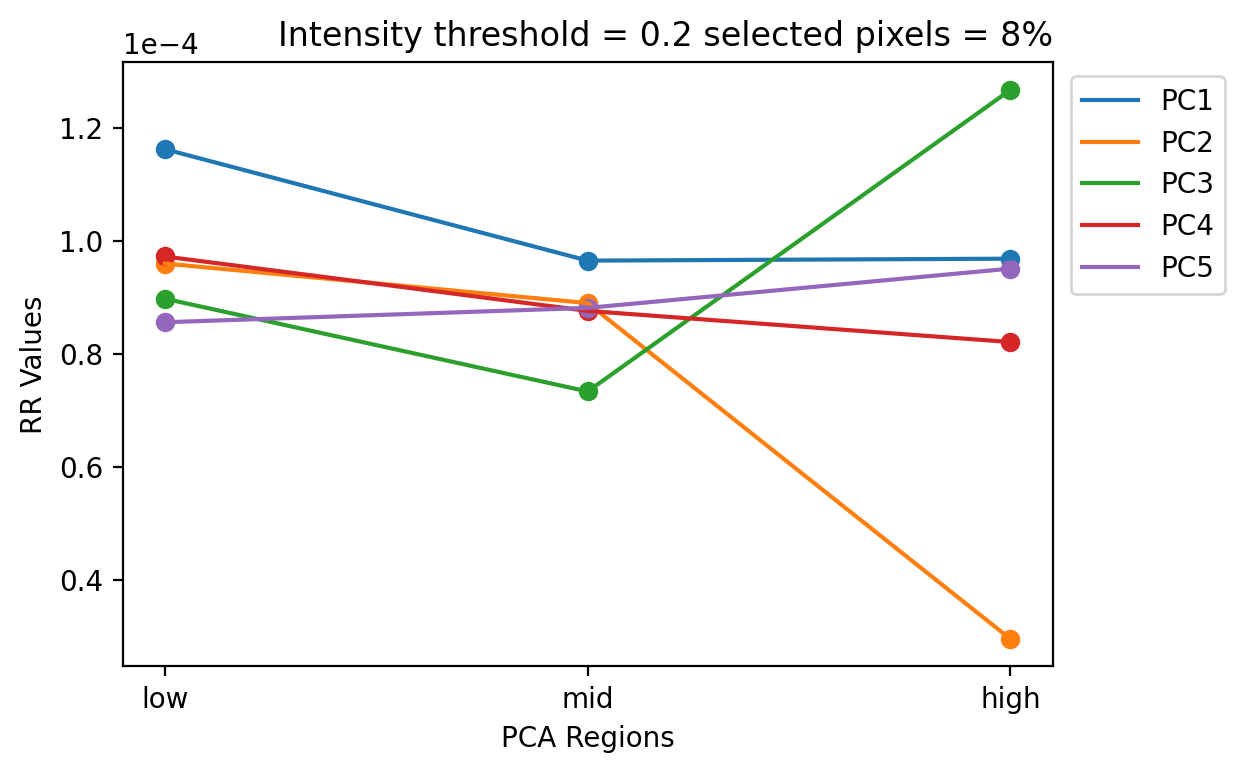 Intensity threshold = 0.2 selected pixels = 8%
1e−4
1.2
1.0
0.8
0.6
0.4
RR Values
low
mid
high
PCA Regions
PC1
PC2
PC3
PC4
PC5